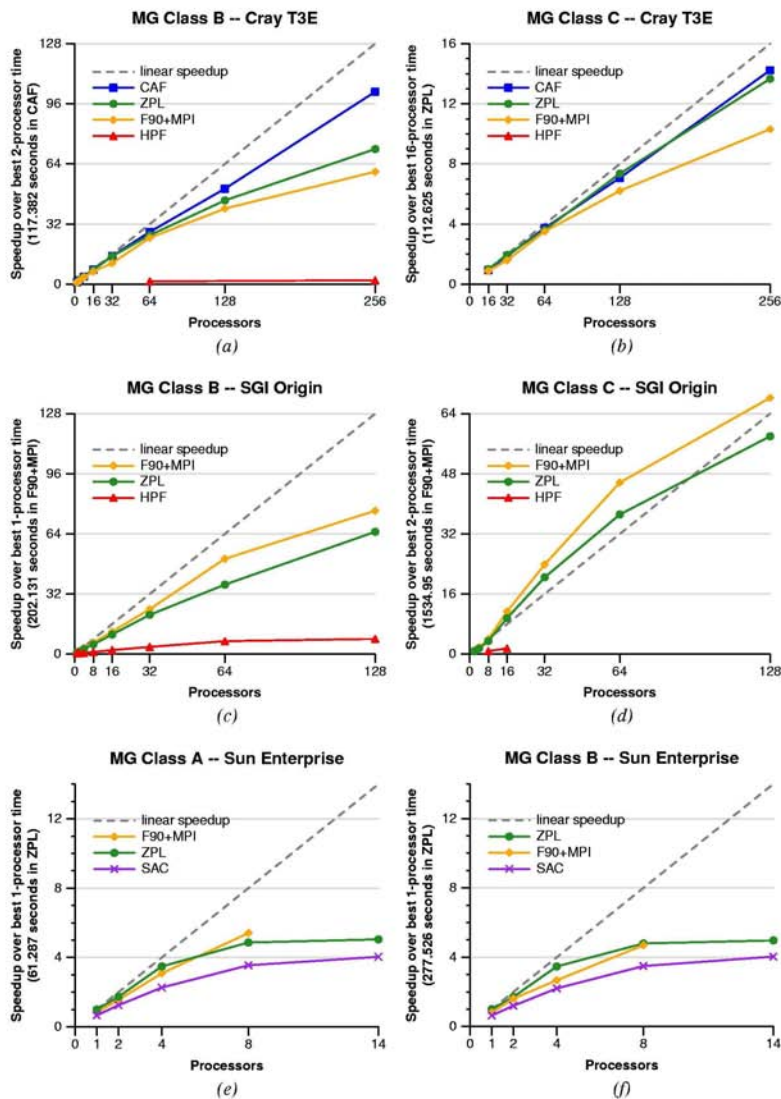 MG Class B -- Cray T3E
Speedup over best 2-processor time
(117.382 seconds in CAF)
128
96
64
32
0
linear speedup
CAF
ZPL
F90+MPI
HPF
0 16 32 64 128 256
Processors
(a)
MG Class C -- Cray T3E
Speedup over best 16-processor time
(112.625 seconds in ZPL)
16
12
8
4
0
linear speedup
CAF
ZPL
F90+MPI
HPF
0 16 32 64 128 256
Processors
(b)
MG Class B -- SGI Origin
Speedup over best 1-processor time
(202.131 seconds in F90+MPI)
128
96
64
32
0
linear speedup
F90+MPI
ZPL
HPF
0 8 16 32 64 128
Processors
(c)
MG Class C -- SGI Origin
Speedup over best 2-processor time
(1534.95 seconds in F90+MPI)
64
48
32
16
0
linear speedup
F90+MPI
ZPL
HPF
0 8 16 32 64 128
Processors
(d)
MG Class A -- Sun Enterprise
Speedup over best 1-processor time
(61.287 seconds in ZPL)
12
8
4
0
linear speedup
F90+MPI
ZPL
SAC
0 1 2 4 8 14
Processors
(e)
MG Class B -- Sun Enterprise
Speedup over best 1-processor time
(277.526 seconds in ZPL)
12
8
4
0
linear speedup
ZPL
F90+MPI
SAC
0 1 2 4 8 14
Processors
(f)